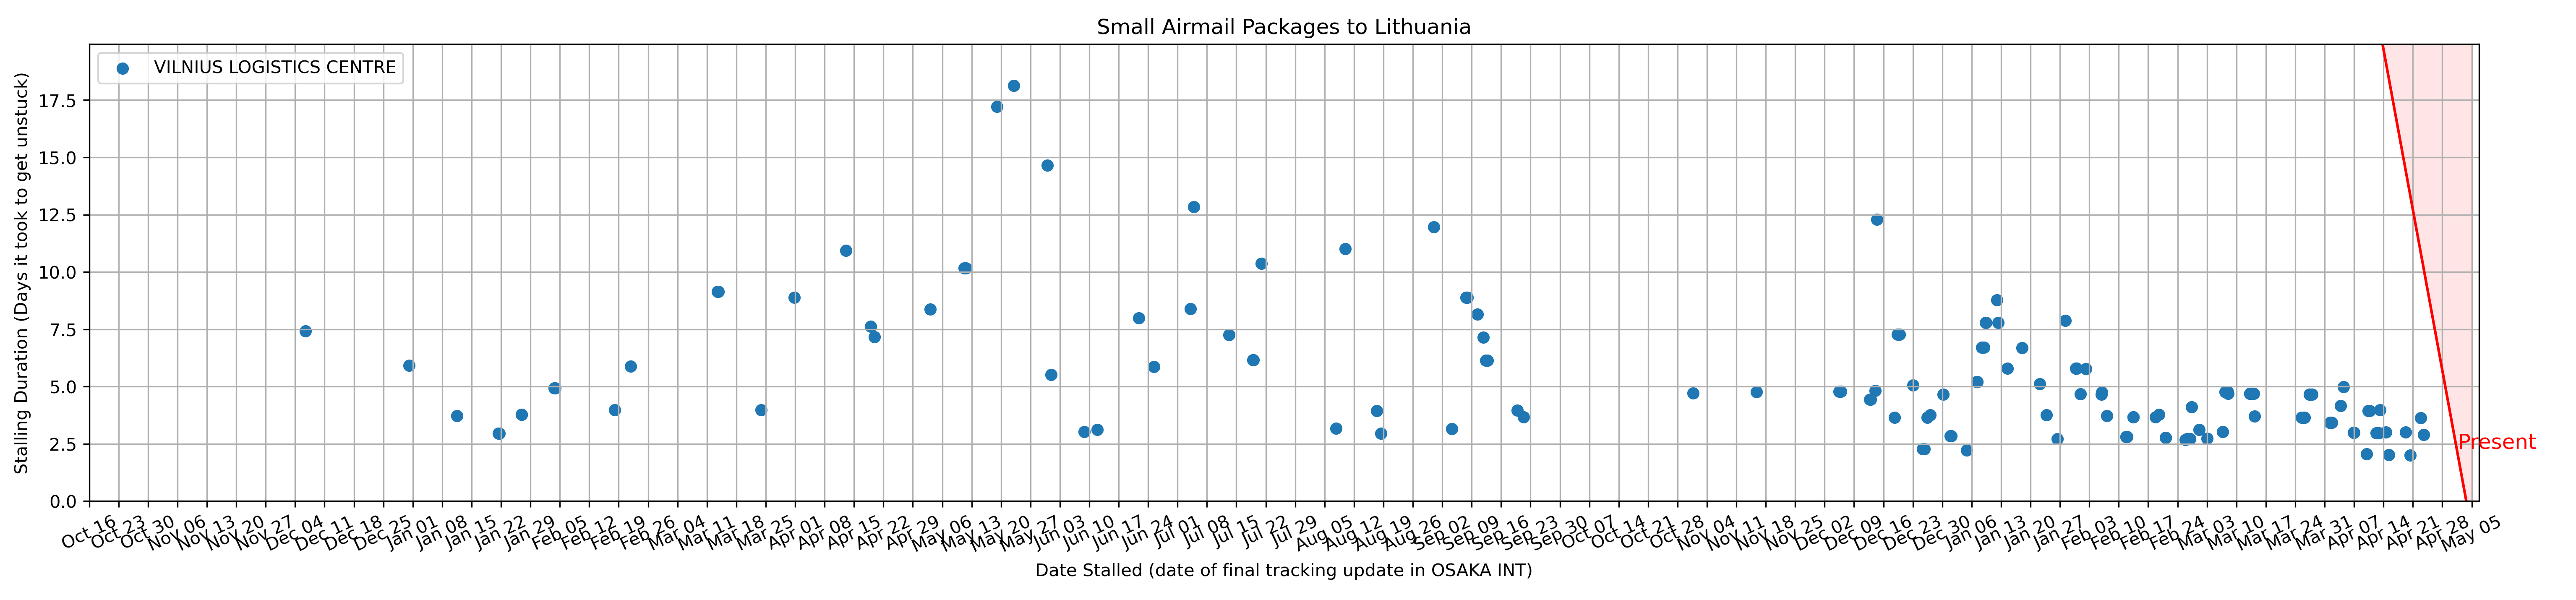 Small Airmail Packages to Lithuania
VILNIUS LOGISTICS CENTRE
Stalling Duration (Days it took to get unstuck)
17.5
15.0
12.5
10.0
7.5
5.0
2.5
0.0
Present
Oct 16 Oct 23 Oct 30 Nov 06 Nov 13 Nov 20 Nov 27 Dec 04 Dec 11 Dec 18 Dec 25 Jan 01 Jan 08 Jan 15 Jan 22 Jan 29 Feb 05 Feb 12 Feb 19 Feb 26 Mar 04 Mar 11 Mar 18 Mar 25 Apr 01 Apr 08 Apr 15 Apr 22 Apr 29 May 06 May 13 May 20 May 27 Jun 03 Jun 10 Jun 17 Jun 24 Jul 01 Jul 08 Jul 15 Jul 22 Jul 29 Aug 05 Aug 12 Aug 19 Aug 26 Sep 02 Sep 09 Sep 16 Sep 23 Sep 30 Oct 07 Oct 14 Oct 21 Oct 28 Nov 04 Nov 11 Nov 18 Nov 25 Dec 02 Dec 09 Dec 16 Dec 23 Dec 30 Jan 06 Jan 13 Jan 20 Jan 27 Feb 03 Feb 10 Feb 17 Feb 24 Mar 03 Mar 10 Mar 17 Mar 24 Mar 31 Apr 07 Apr 14 Apr 21 Apr 28 May 05
Date Stalled (date of final tracking update in OSAKA INT)